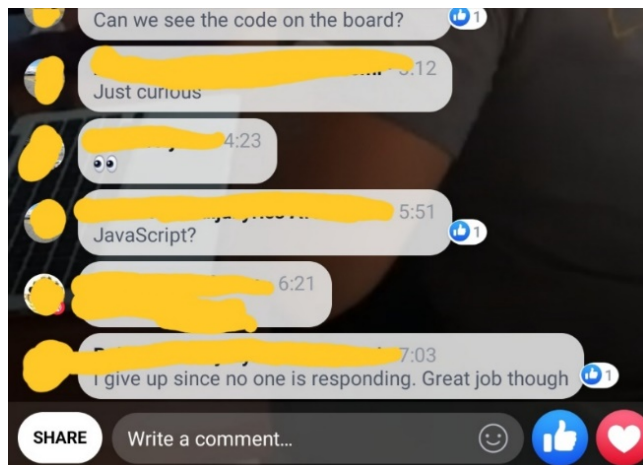 Can we see the code on the board?
1
3:12
Just curious
4:23
👀
5:51
JavaScript?
1
6:21
7:03
I give up since no one is responding. Great job though
1
SHARE
Write a comment...